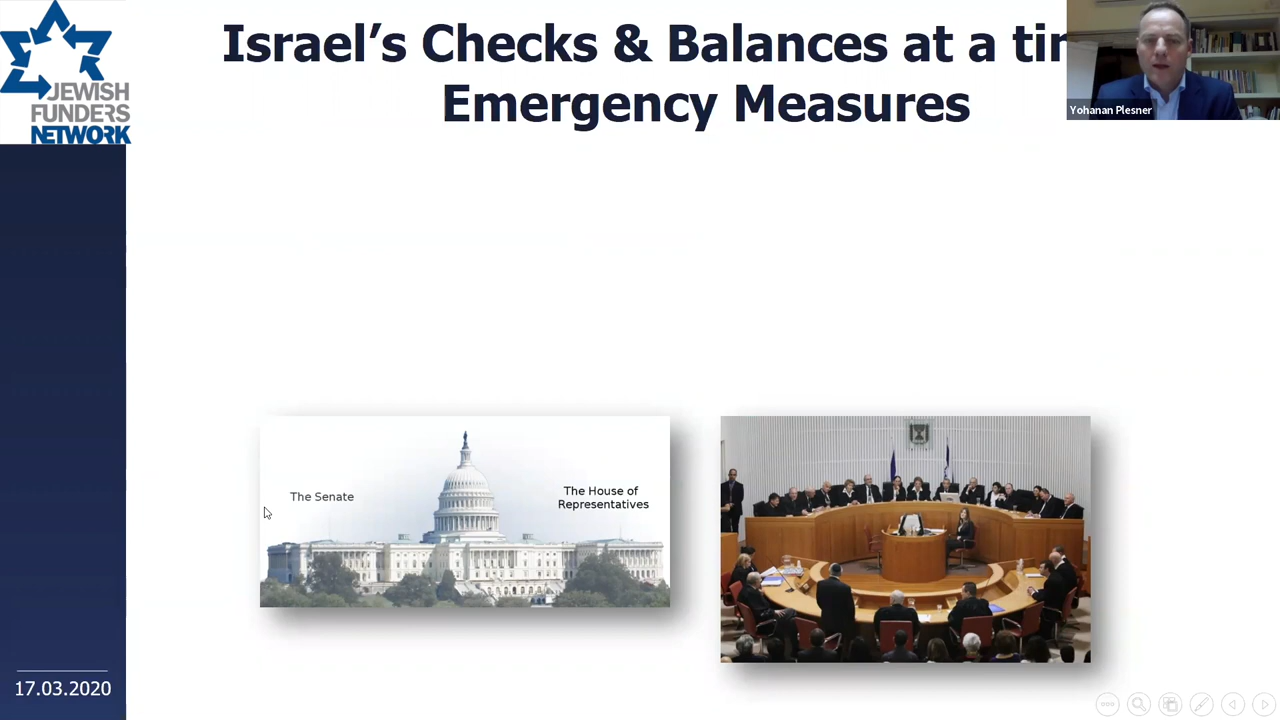 Israel's Checks & Balances at a tir
Emergency Measures
JEWISH
FUNDERS
NETWORK
Yohanan Plesner
The Senate
The House of
Representatives
17.03.2020